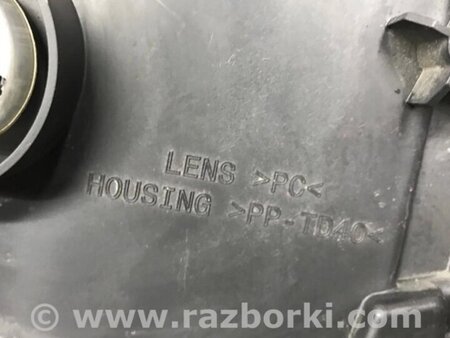 LENS >PC<
HOUSING >PP-TD40<
© www.razborki.com